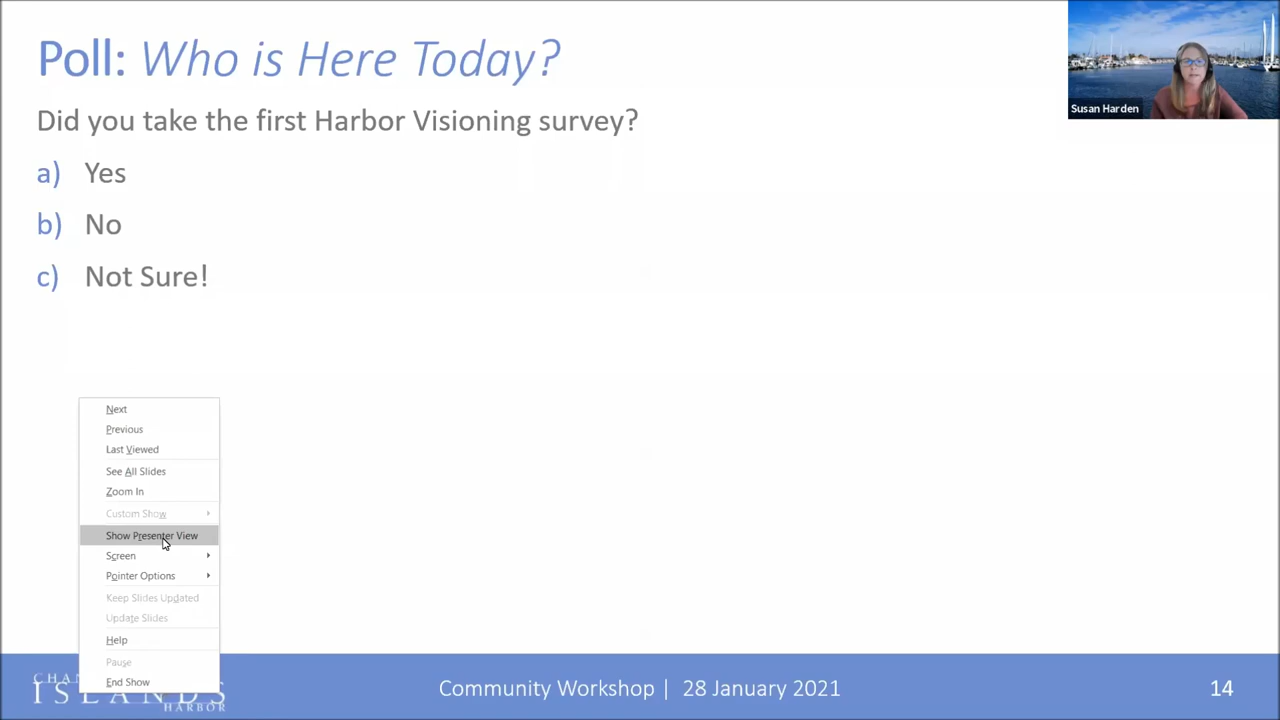 Poll: Who is Here Today?
Did you take the first Harbor Visioning survey?
a) Yes
b) No
c) Not Sure!
Susan Harden
Next
Previous
Last Viewed
See All Slides
Zoom In
Custom Show
Show Presenter View
Screen
Pointer Options
Keep Slides Updated
Update Slides
Help
Pause
End Show
CHA
ISLANDS
HARBOR
Community Workshop | 28 January 2021
14